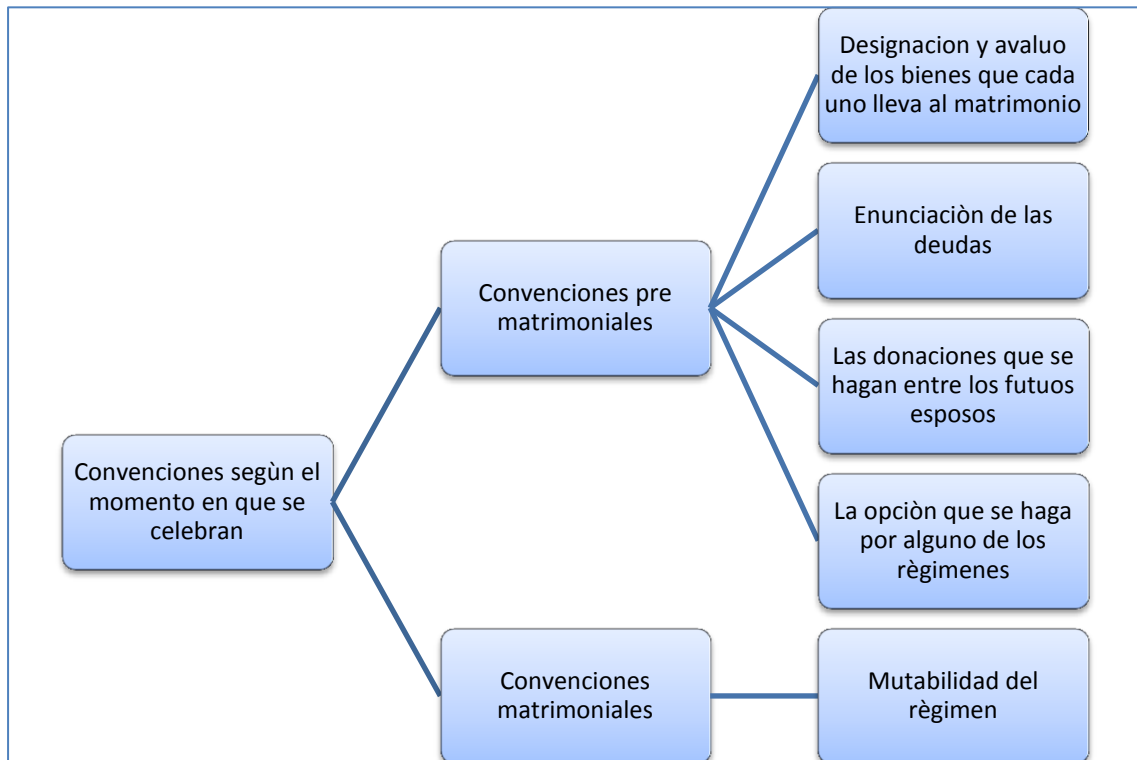 Designacion y avaluo
de los bienes que cada
uno lleva al matrimonio
Enunciaciòn de las
deudas
Convenciones pre
matrimoniales
Las donaciones que se
hagan entre los futuos
esposos
Convenciones segùn el
momento en que se
celebran
La opciòn que se haga
por alguno de los
règimenes
Convenciones
matrimoniales
Mutabilidad del
règimen